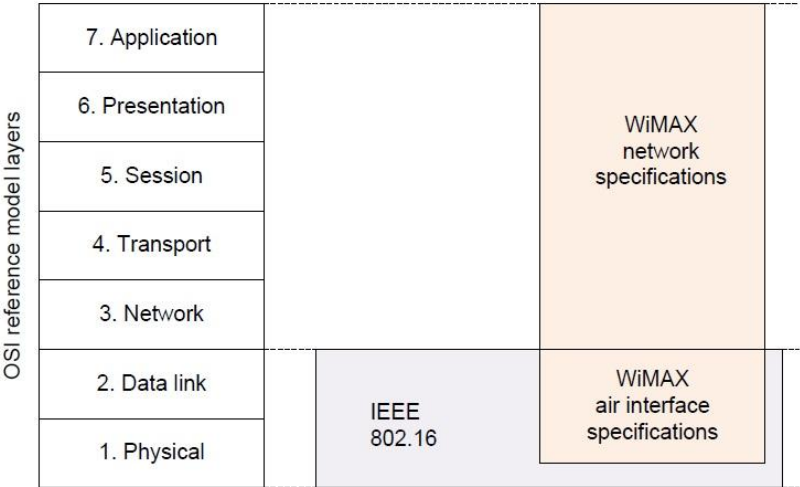 OSI reference model layers
7. Application
6. Presentation
5. Session
4. Transport
3. Network
2. Data link
1. Physical
WiMAX
network
specifications
IEEE
802.16
WiMAX
air interface
specifications